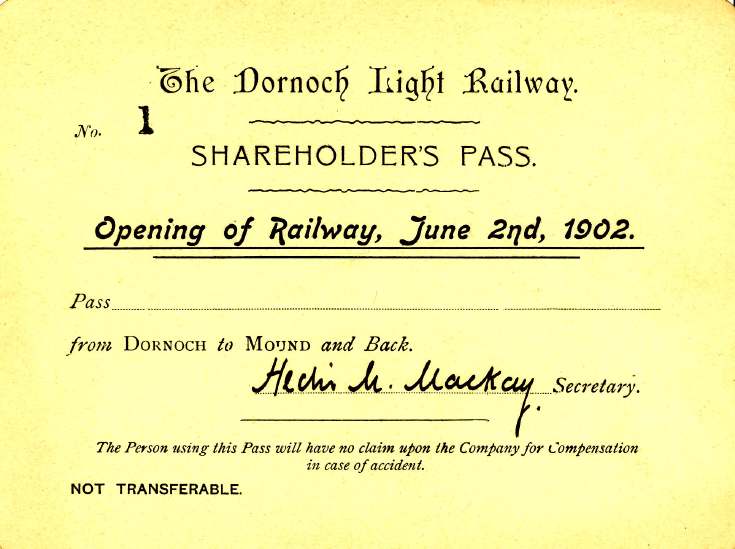 The Dornoch Light Railway.
No. 1
SHAREHOLDER'S PASS.
Opening of Railway, June 2nd, 1902.
Pass
from DORNOCH to MOUND and Back.
M. Mackay Secretary.
The Person using this Pass will have no claim upon the Company for Compensation
in case of accident.
NOT TRANSFERABLE.